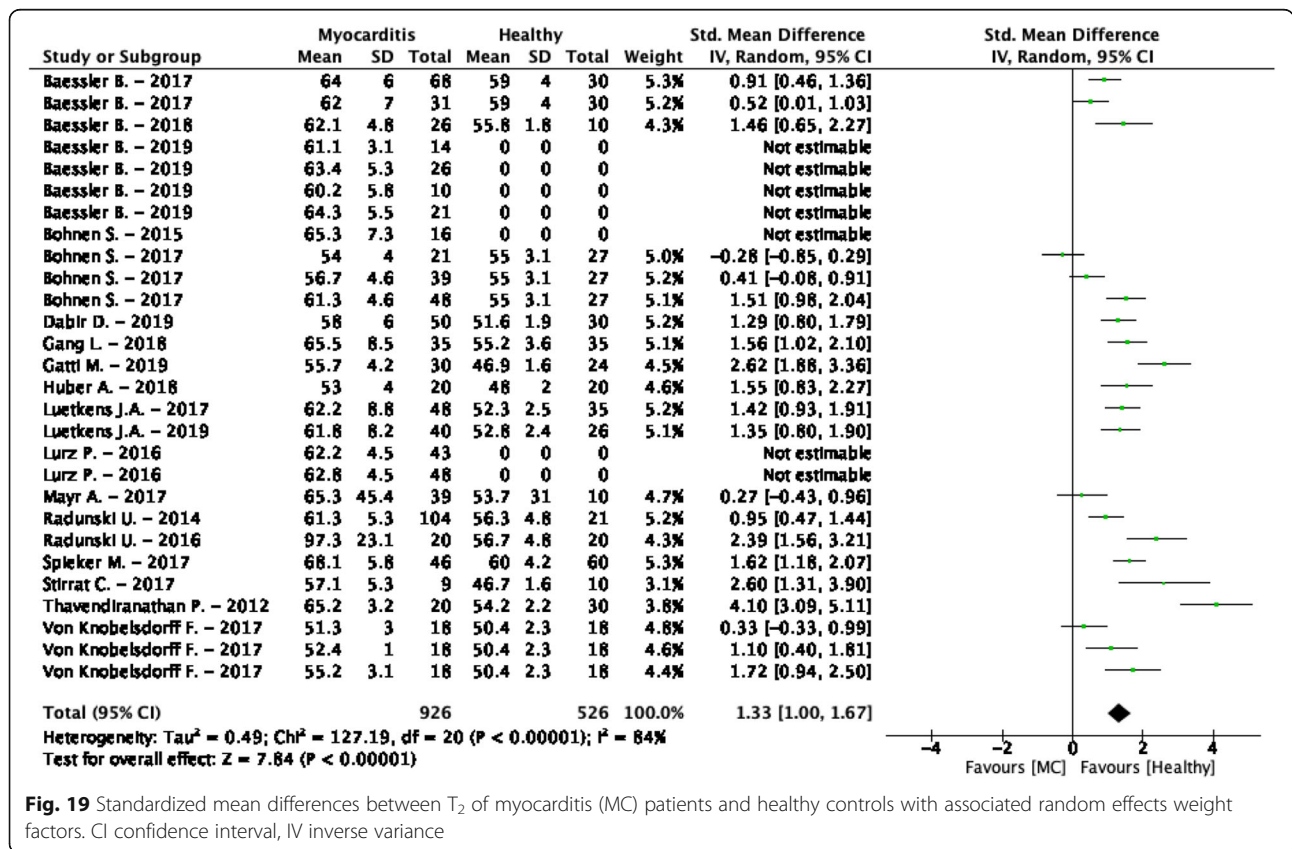 Myocarditis Healthy Std. Mean Difference Std. Mean Difference
Study or Subgroup Mean SD Total Mean SD Total Weight IV, Random, 95% CI IV, Random, 95% CI
Baessler B. – 2017 64 6 68 59 4 30 5.3% 0.91 [0.46, 1.36]
Baessler B. – 2017 62 7 31 59 4 30 5.2% 0.52 [0.01, 1.03]
Baessler B. – 2018 62.1 4.8 26 55.8 1.8 10 4.3% 1.46 [0.65, 2.27]
Baessler B. – 2019 61.1 3.1 14 0 0 0 Not estimable
Baessler B. – 2019 63.4 5.3 26 0 0 0 Not estimable
Baessler B. – 2019 60.2 5.8 10 0 0 0 Not estimable
Baessler B. – 2019 64.3 5.5 21 0 0 0 Not estimable
Bohnen S. – 2015 65.3 7.3 16 0 0 0 Not estimable
Bohnen S. – 2017 54 4 21 55 3.1 27 5.0% −0.28 [−0.85, 0.29]
Bohnen S. – 2017 56.7 4.6 39 55 3.1 27 5.2% 0.41 [−0.08, 0.91]
Bohnen S. – 2017 61.3 4.6 48 55 3.1 27 5.1% 1.51 [0.98, 2.04]
Dabir D. – 2019 58 6 50 51.6 1.9 30 5.2% 1.29 [0.80, 1.79]
Gang L. – 2018 65.5 8.5 35 55.2 3.6 35 5.1% 1.56 [1.02, 2.10]
Gatti M. – 2019 55.7 4.2 30 46.9 1.6 24 4.5% 2.62 [1.88, 3.36]
Huber A. – 2018 53 4 20 48 2 20 4.6% 1.55 [0.83, 2.27]
Luetkens J.A. – 2017 62.2 8.8 48 52.3 2.5 35 5.2% 1.42 [0.93, 1.91]
Luetkens J.A. – 2019 61.8 8.2 40 52.8 2.4 26 5.1% 1.35 [0.80, 1.90]
Lurz P. – 2016 62.2 4.5 43 0 0 0 Not estimable
Lurz P. – 2016 62.8 4.5 48 0 0 0 Not estimable
Mayr A. – 2017 65.3 45.4 39 53.7 31 10 4.7% 0.27 [−0.43, 0.96]
Radunski U. – 2014 61.3 5.3 104 56.3 4.8 21 5.2% 0.95 [0.47, 1.44]
Radunski U. – 2016 97.3 23.1 20 56.7 4.8 20 4.3% 2.39 [1.56, 3.21]
Spieker M. – 2017 68.1 5.8 46 60 4.2 60 5.3% 1.62 [1.18, 2.07]
Stirrat C. – 2017 57.1 5.3 9 46.7 1.6 10 3.1% 2.60 [1.31, 3.90]
Thavendiranathan P. – 2012 65.2 3.2 20 54.2 2.2 30 3.8% 4.10 [3.09, 5.11]
Von Knobelsdorff F. – 2017 51.3 3 18 50.4 2.3 18 4.8% 0.33 [−0.33, 0.99]
Von Knobelsdorff F. – 2017 52.4 1 18 50.4 2.3 18 4.6% 1.10 [0.40, 1.81]
Von Knobelsdorff F. – 2017 55.2 3.1 18 50.4 2.3 18 4.4% 1.72 [0.94, 2.50]
Total (95% CI) 926 526 100.0% 1.33 [1.00, 1.67]
Heterogeneity: Tau² = 0.49; Chi² = 127.19, df = 20 (P < 0.00001); I² = 84%
Test for overall effect: Z = 7.84 (P < 0.00001)
−4 −2 0 2 4
Favours [MC] Favours [Healthy]
Fig. 19 Standardized mean differences between T₂ of myocarditis (MC) patients and healthy controls with associated random effects weight
factors. CI confidence interval, IV inverse variance